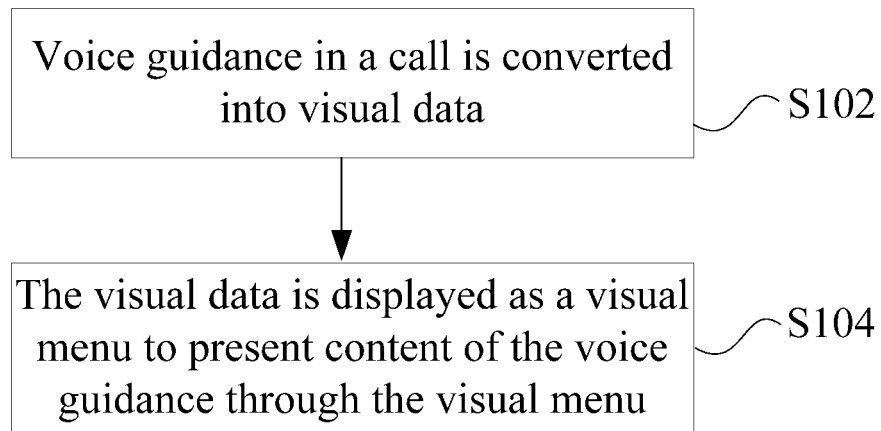 Voice guidance in a call is converted
into visual data
S102
The visual data is displayed as a visual
menu to present content of the voice
guidance through the visual menu
S104